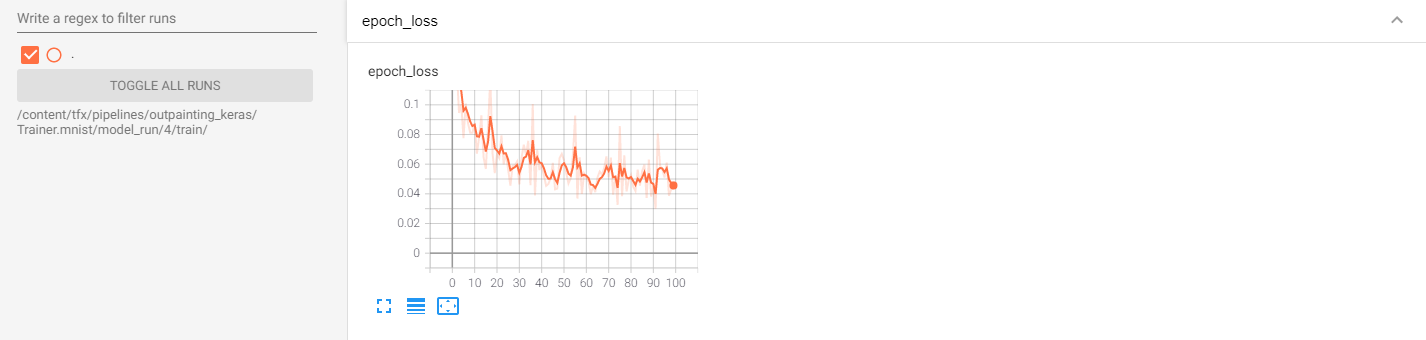 Write a regex to filter runs
.
TOGGLE ALL RUNS
/content/tfx/pipelines/outpainting_keras/
Trainer.mnist/model_run/4/train/
epoch_loss
epoch_loss
0.1
0.08
0.06
0.04
0.02
0
0 10 20 30 40 50 60 70 80 90 100